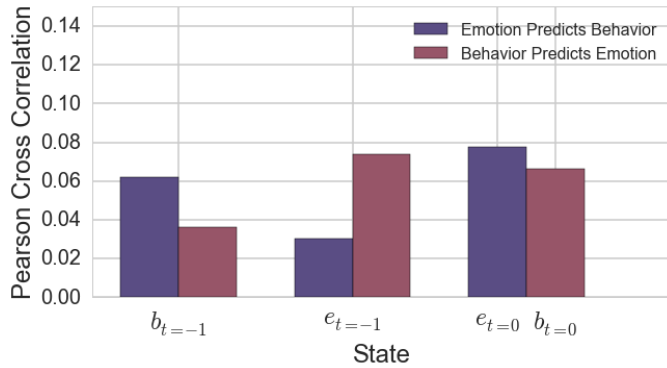 Pearson Cross Correlation
0.14
0.12
0.10
0.08
0.06
0.04
0.02
0.00
Emotion Predicts Behavior
Behavior Predicts Emotion
b_{t=-1}
e_{t=-1}
e_{t=0} b_{t=0}
State